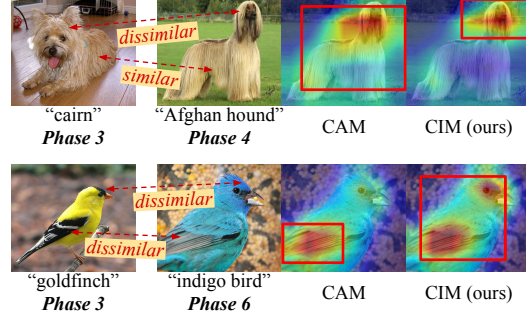 dissimilar
similar
“cairn” “Afghan hound” CAM CIM (ours)
Phase 3 Phase 4
dissimilar
dissimilar
“goldfinch” “indigo bird” CAM CIM (ours)
Phase 3 Phase 6